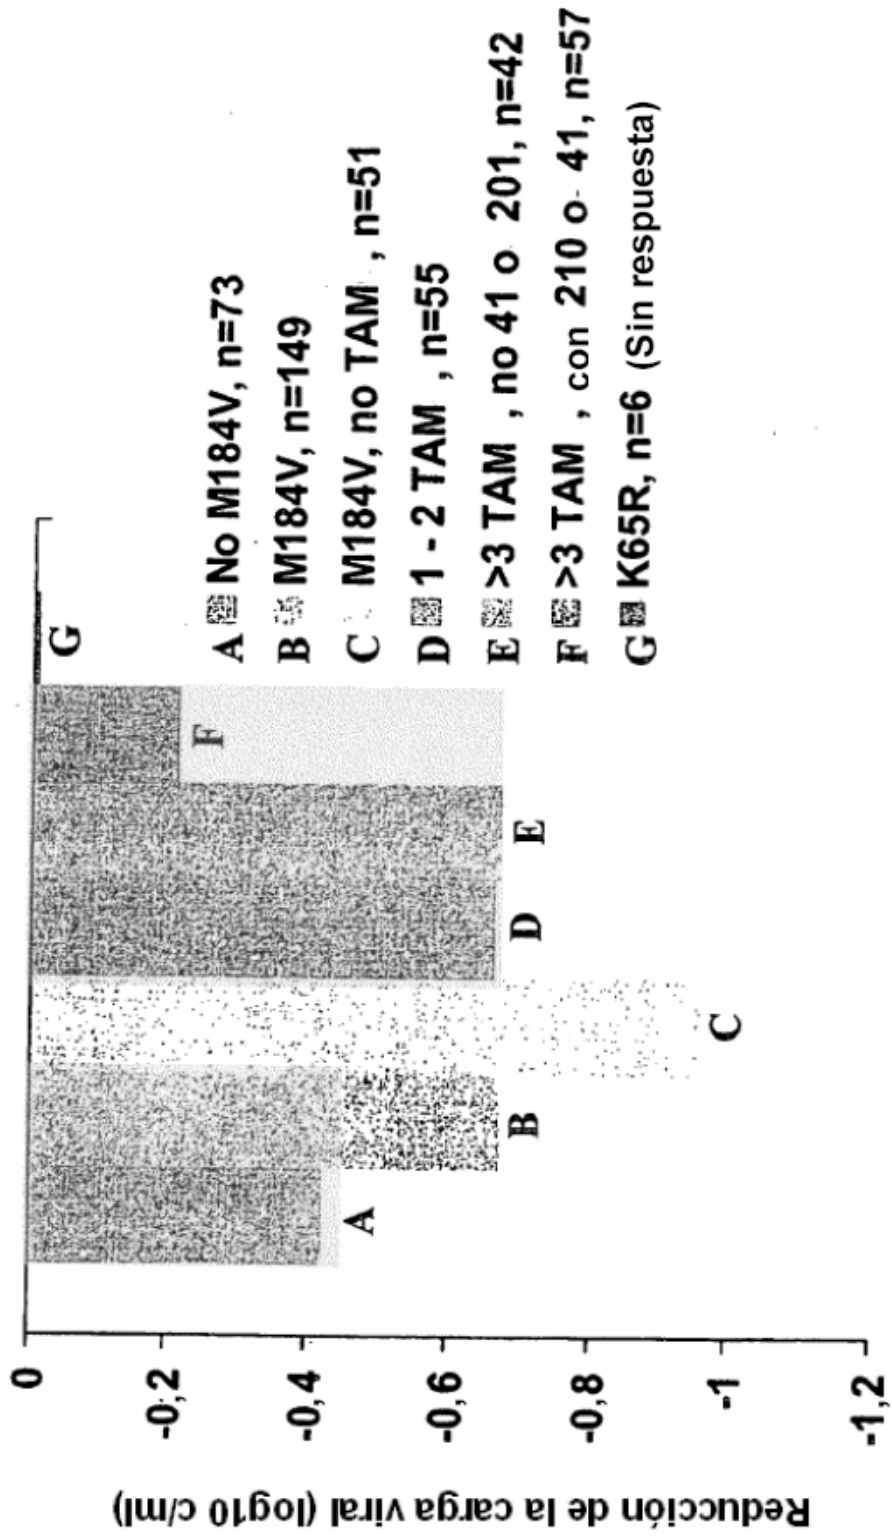 Reducción de la carga viral (log10 c/ml)
0
-0,2
-0,4
-0,6
-0,8
-1
-1,2
A
B
C
D
E
F
G
A No M184V, n=73
B M184V, n=149
C M184V, no TAM , n=51
D 1 - 2 TAM , n=55
E >3 TAM , no 41 o 201, n=42
F >3 TAM , con 210 o 41, n=57
G K65R, n=6 (Sin respuesta)